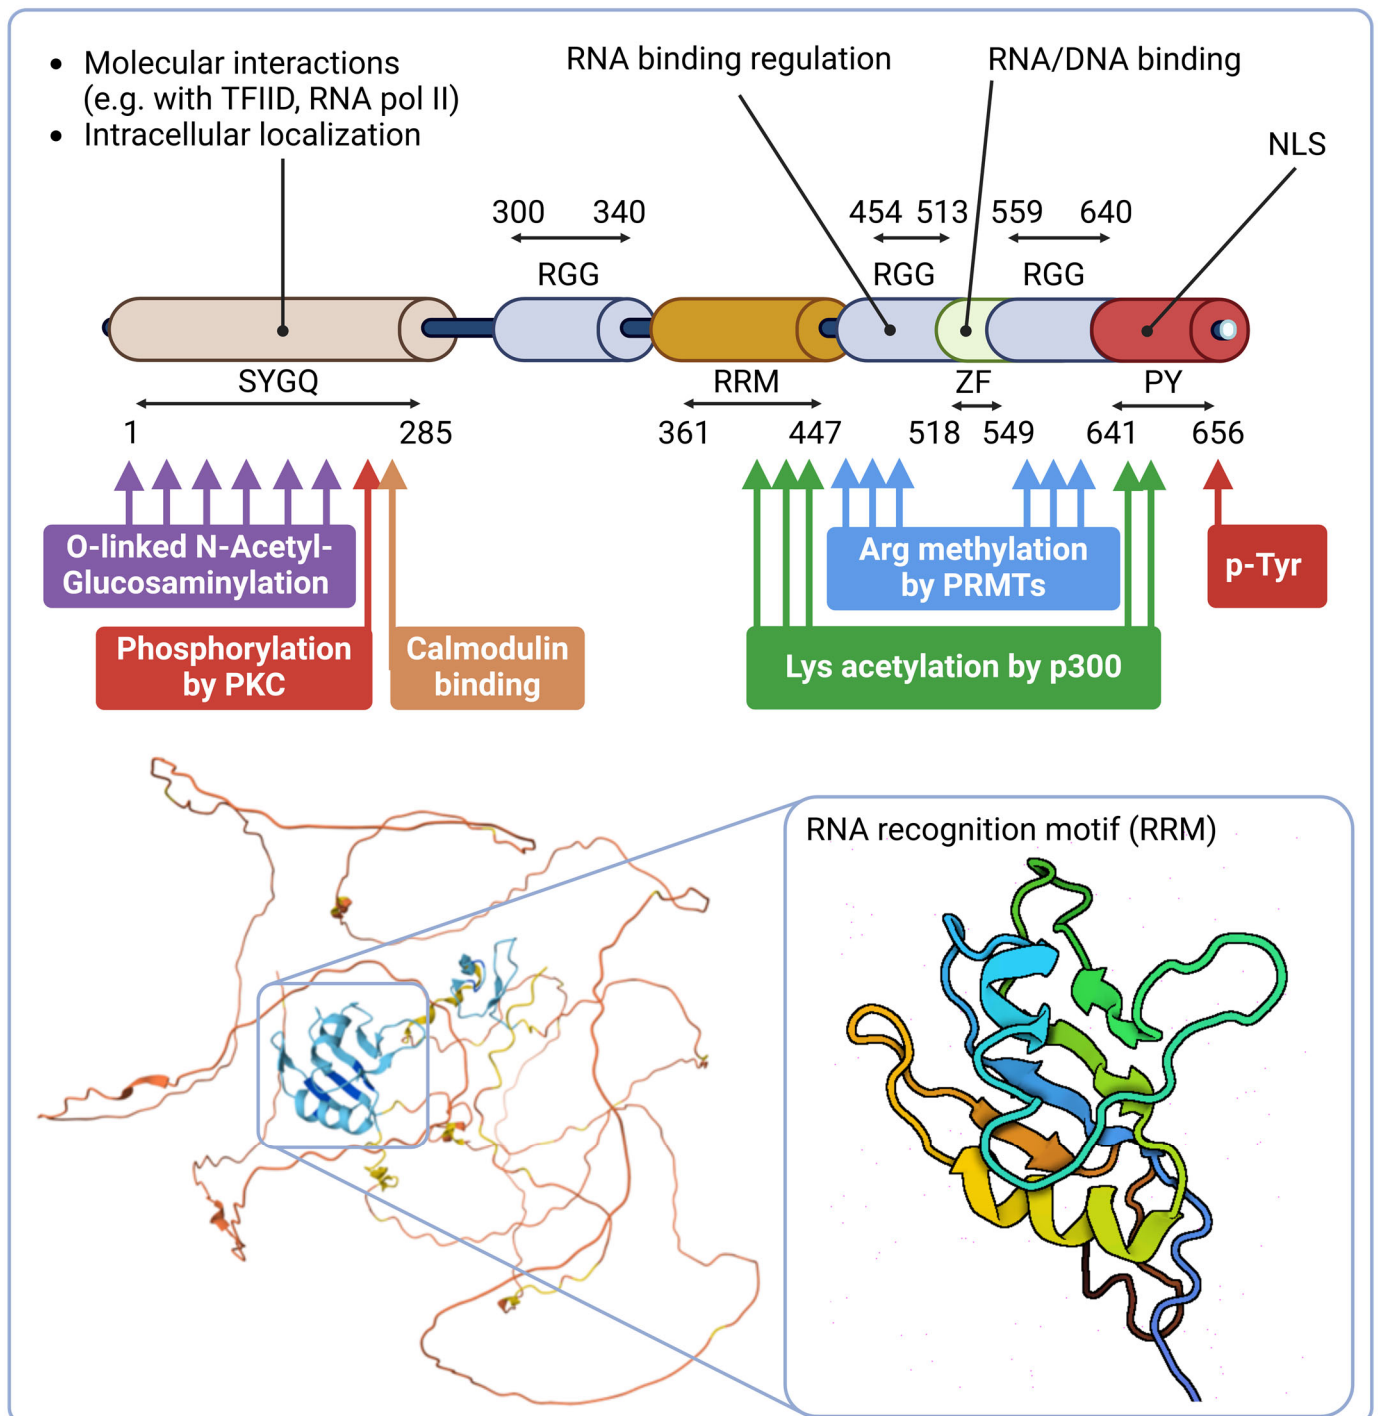 • Molecular interactions
(e.g. with TFIID, RNA pol II)
• Intracellular localization
RNA binding regulation
RNA/DNA binding
NLS
300 340
454 513
559 640
RGG
RGG
RGG
SYGQ
RRM
ZF
PY
1
285
361
447
518
549
641
656
O-linked N-Acetyl-
Glucosaminylation
Arg methylation
by PRMTs
p-Tyr
Phosphorylation
by PKC
Calmodulin
binding
Lys acetylation by p300
RNA recognition motif (RRM)